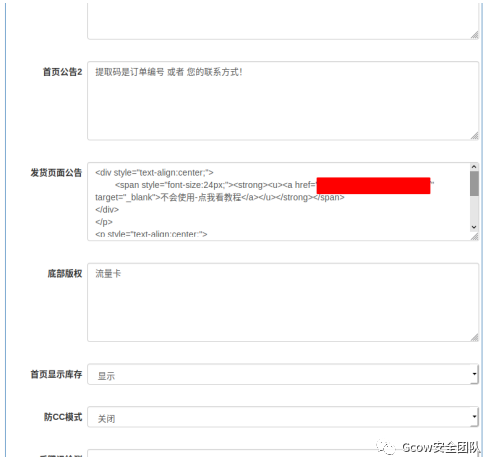 首页公告2
提取码是订单编号 或者 您的联系方式!
发货页面公告
<div style="text-align:center;">
<span style="font-size:24px;"><strong><u><a href="
"
target="_blank">不会使用-点我看教程</a></u></strong></span>
</div>
</p>
<p style="text-align:center;">
底部版权
流量卡
首页显示库存
显示
防CC模式
关闭
Gcow安全团队